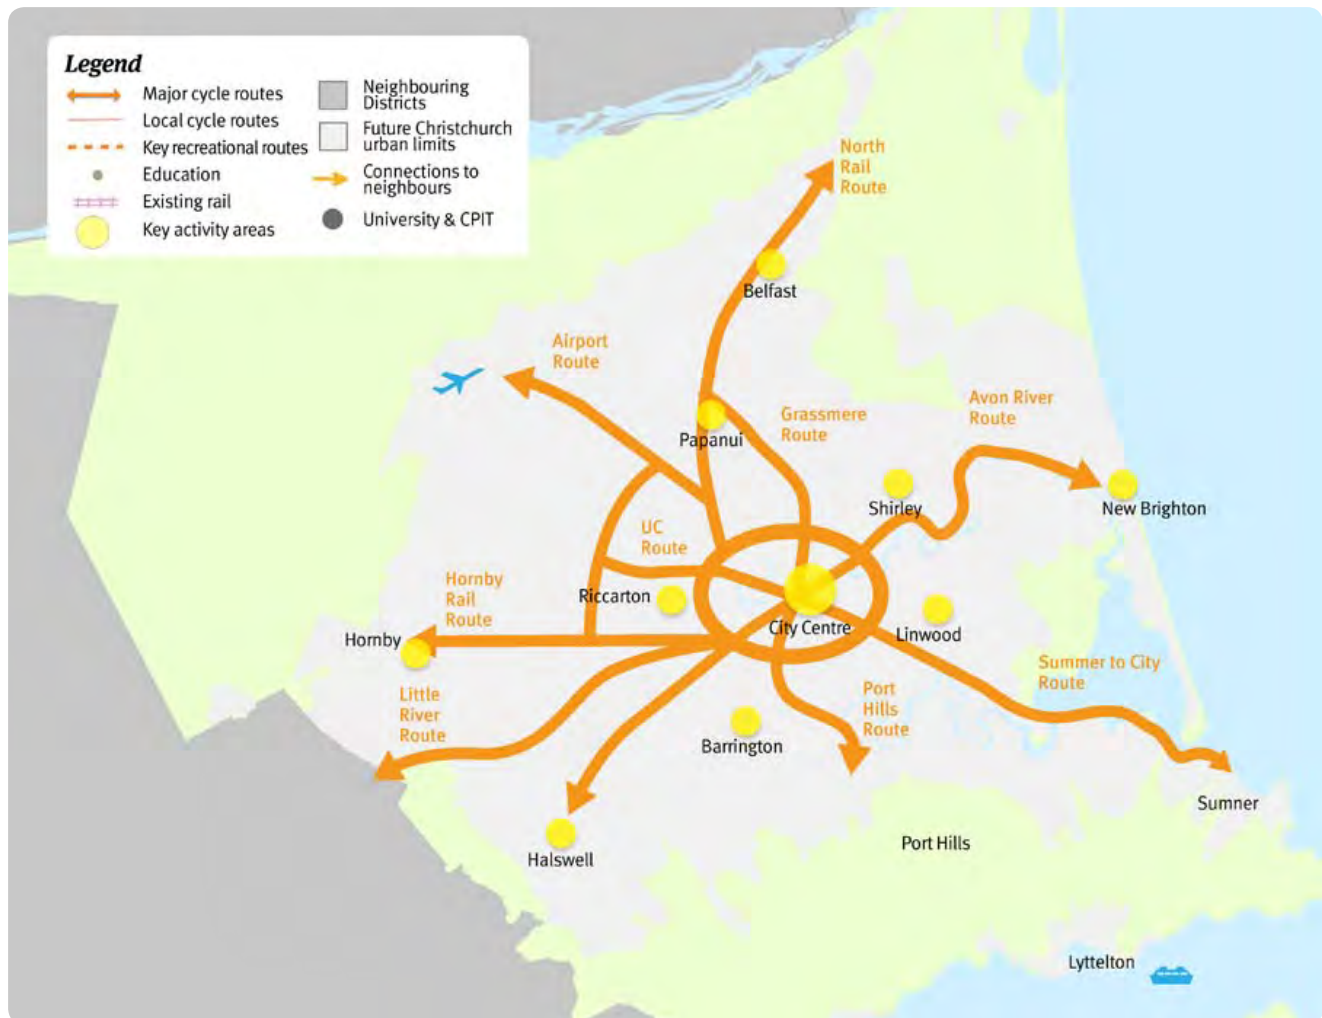 Legend
Major cycle routes
Local cycle routes
Key recreational routes
Education
Existing rail
Key activity areas
Neighbouring
Districts
Future Christchurch
urban limits
Connections to
neighbours
University & CPIT
North
Rail
Route
Belfast
Airport
Route
Papanui
Grassmere
Route
Avon River
Route
Shirley
New Brighton
UC
Route
Hornby
Rail
Route
Riccarton
Hornby
City Centre
Linwood
Summer to City
Route
Little
River
Route
Port
Hills
Route
Barrington
Sumner
Port Hills
Halswell
Lyttelton